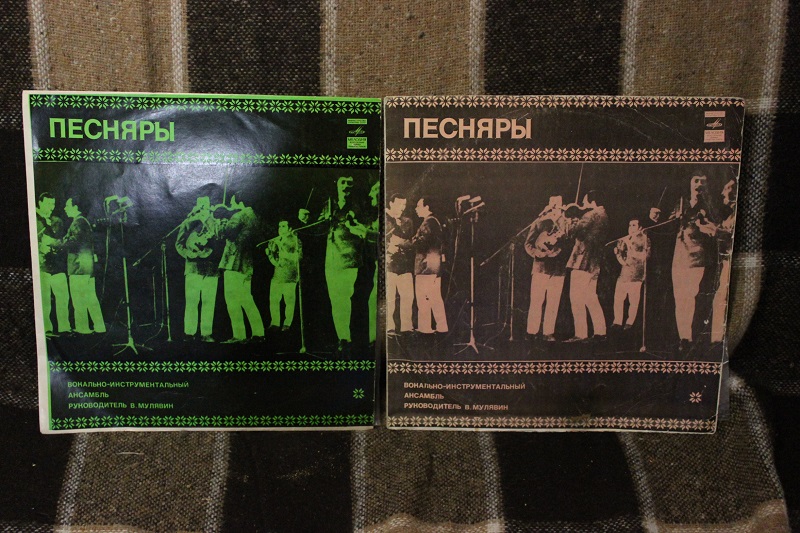 ПЕСНЯРЫ
ВОКАЛЬНО-ИНСТРУМЕНТАЛЬНЫЙ
АНСАМБЛЬ
РУКОВОДИТЕЛЬ В. МУЛЯВИН
ПЕСНЯРЫ
ВОКАЛЬНО-ИНСТРУМЕНТАЛЬНЫЙ
АНСАМБЛЬ
РУКОВОДИТЕЛЬ В. МУЛЯВИН